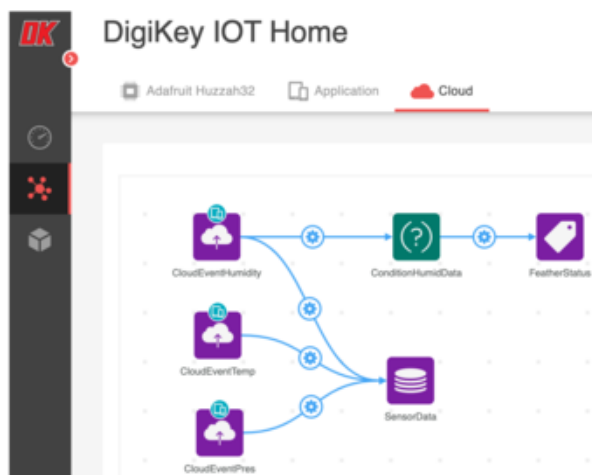 DK
DigiKey IOT Home
Adafruit Huzzah32
Application
Cloud
CloudEventHumidity
(?)
ConditionHumidData
FeatherStatus
CloudEventTemp
SensorData
CloudEventPres